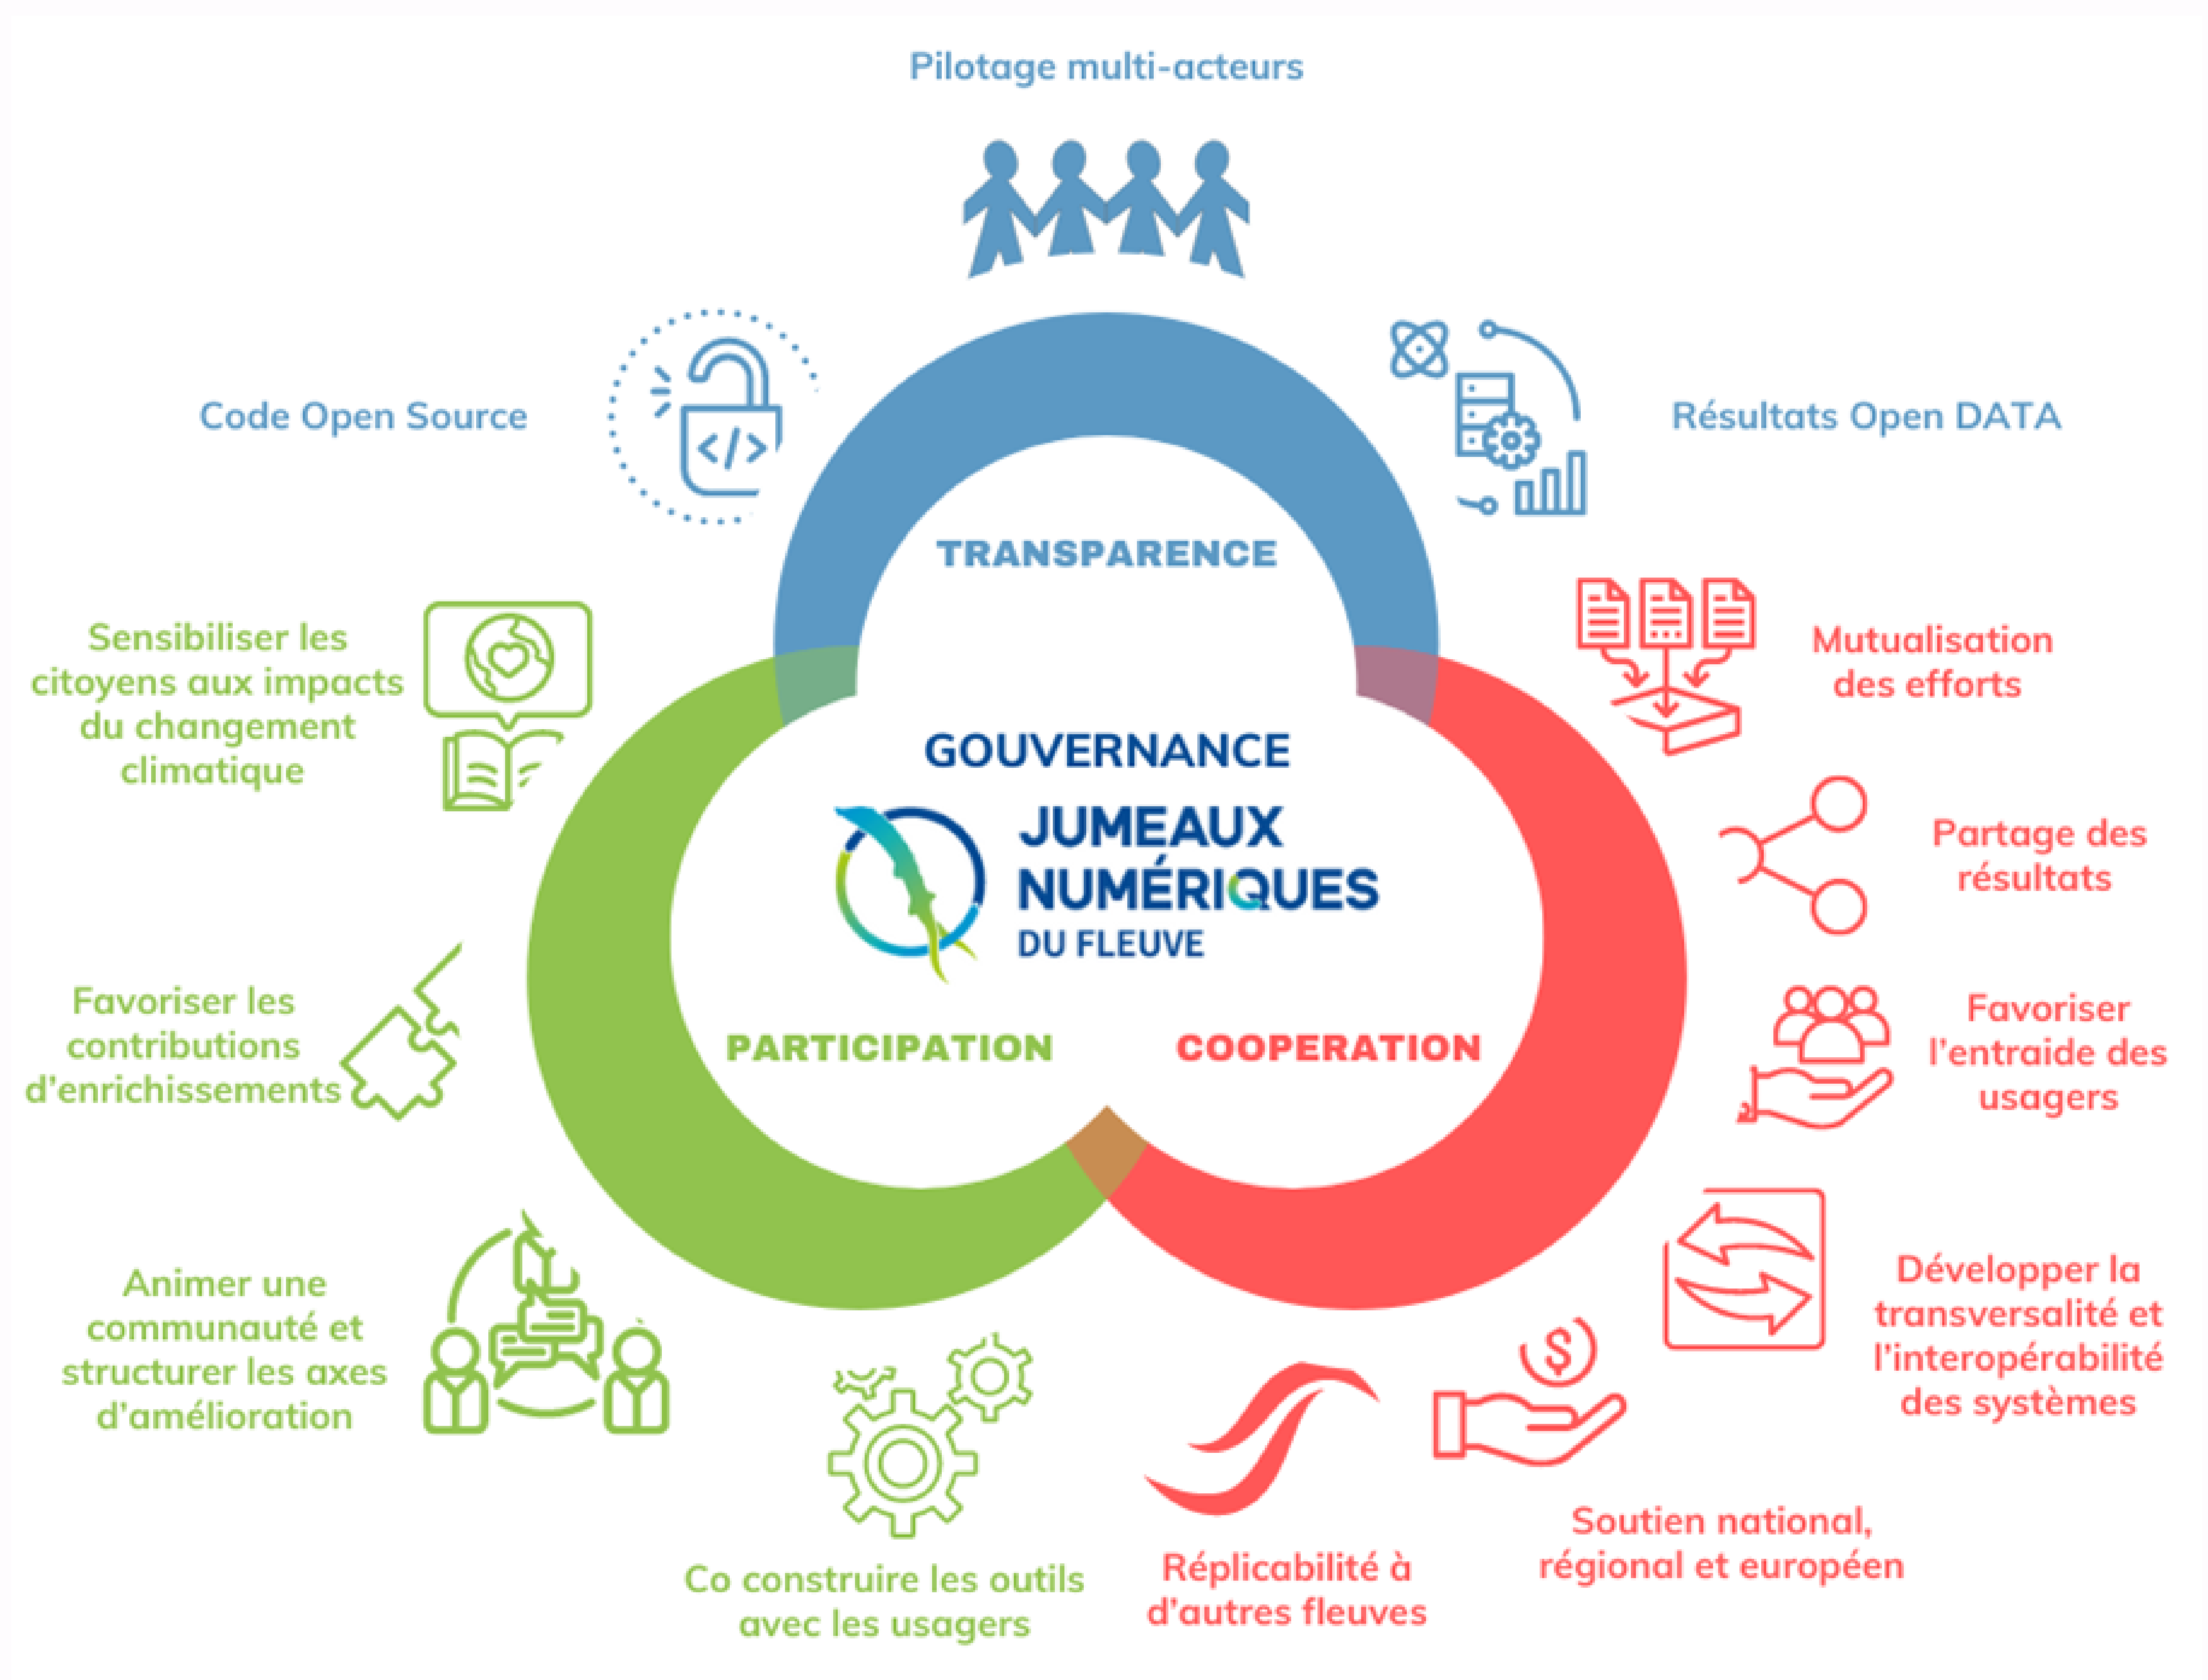 Pilotage multi-acteurs
Code Open Source
Résultats Open DATA
TRANSPARENCE
Sensibiliser les
citoyens aux impacts
du changement
climatique
Mutualisation
des efforts
GOUVERNANCE
JUMEAUX
NUMÉRIQUES
DU FLEUVE
Partage des
résultats
Favoriser les
contributions
d'enrichissements
PARTICIPATION
COOPERATION
Favoriser
l'entraide des
usagers
Animer une
communauté et
structurer les axes
d'amélioration
Développer la
transversalité et
l'interopérabilité
des systèmes
Co construire les outils
avec les usagers
Réplicabilité à
d'autres fleuves
$
Soutien national,
régional et européen